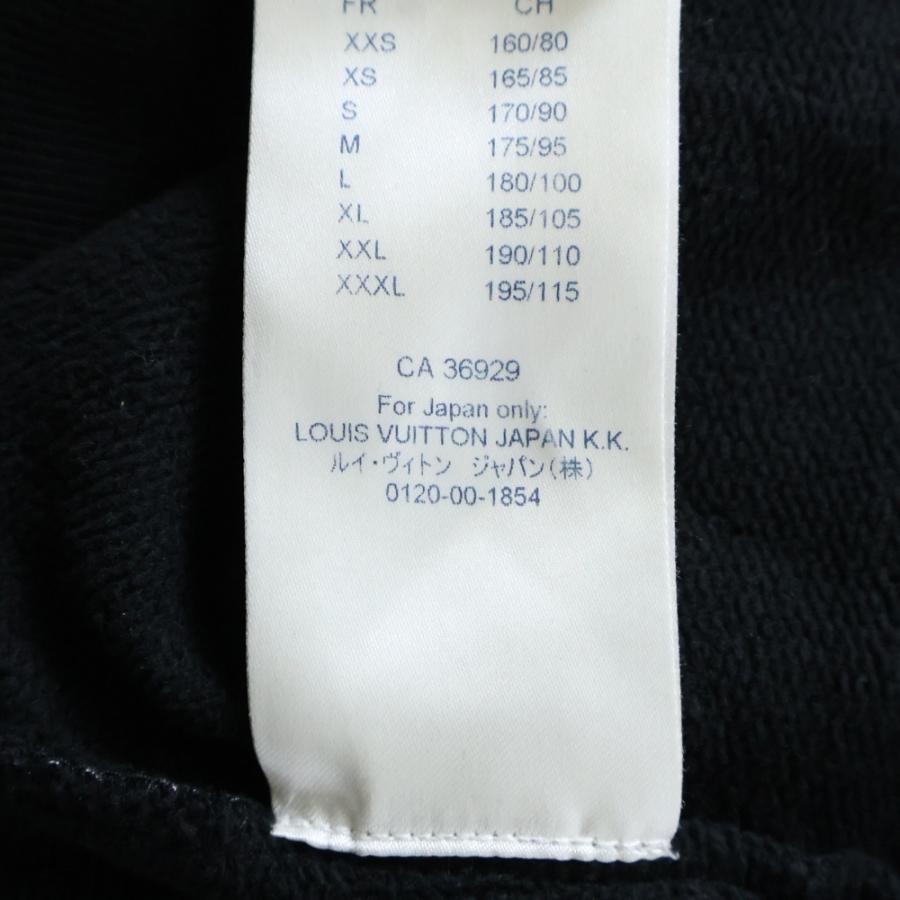 FR CH
XXS 160/80
XS 165/85
S 170/90
M 175/95
L 180/100
XL 185/105
XXL 190/110
XXXL 195/115
CA 36929
For Japan only:
LOUIS VUITTON JAPAN K.K.
ルイ・ヴィトン ジャパン(株)
0120-00-1854